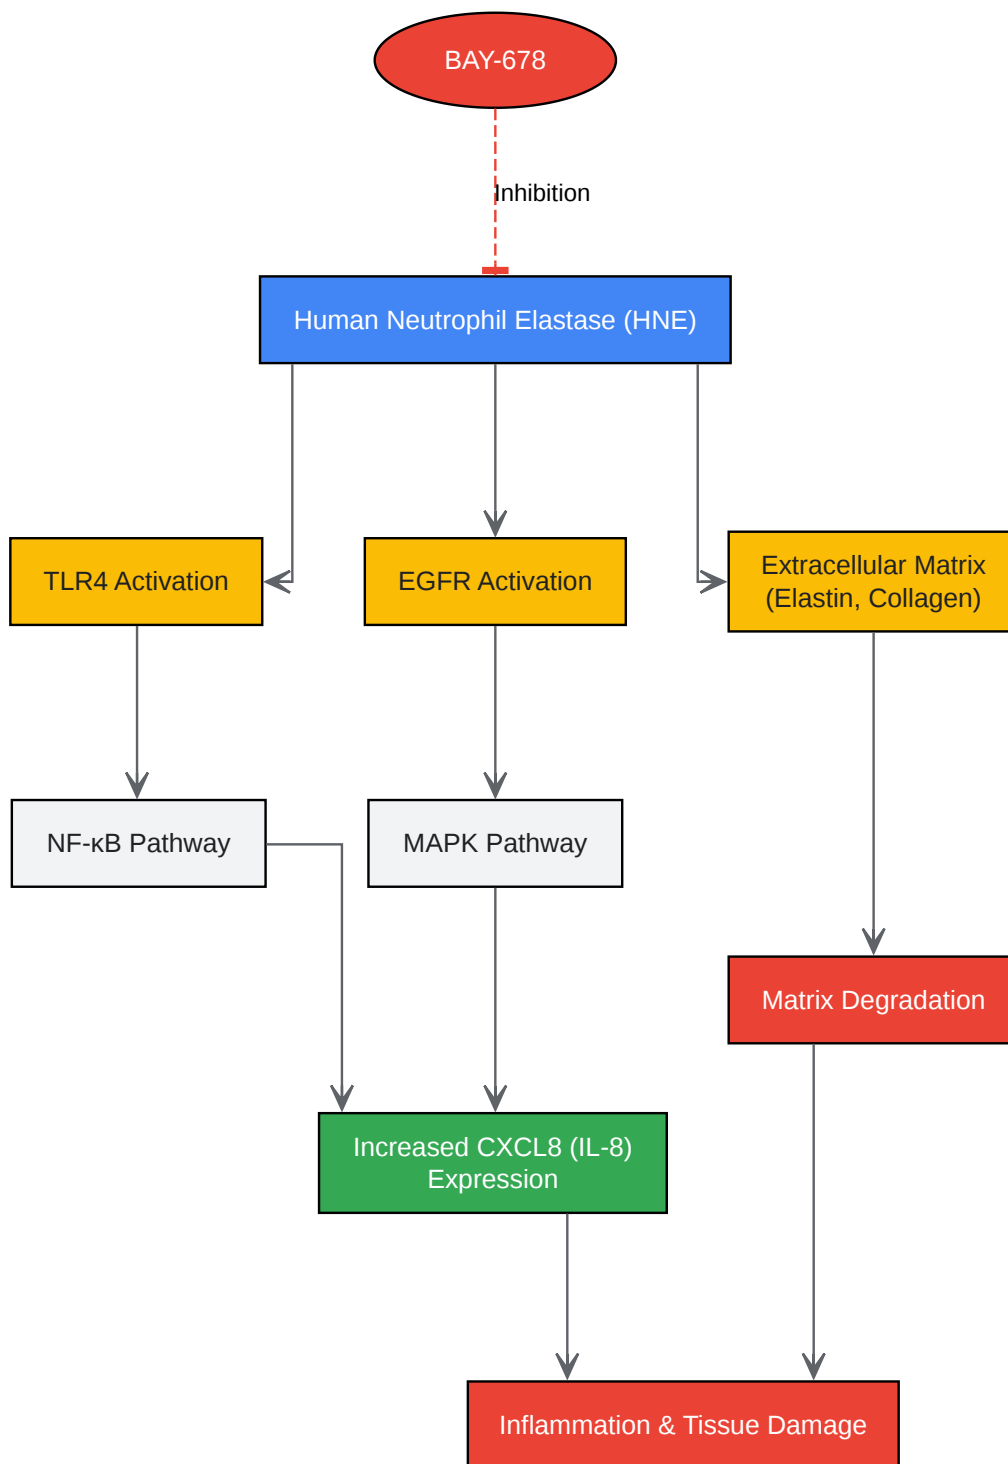 BAY-678
Inhibition
Human Neutrophil Elastase (HNE)
TLR4 Activation
EGFR Activation
Extracellular Matrix
(Elastin, Collagen)
NF-κB Pathway
MAPK Pathway
Matrix Degradation
Increased CXCL8 (IL-8)
Expression
Inflammation & Tissue Damage